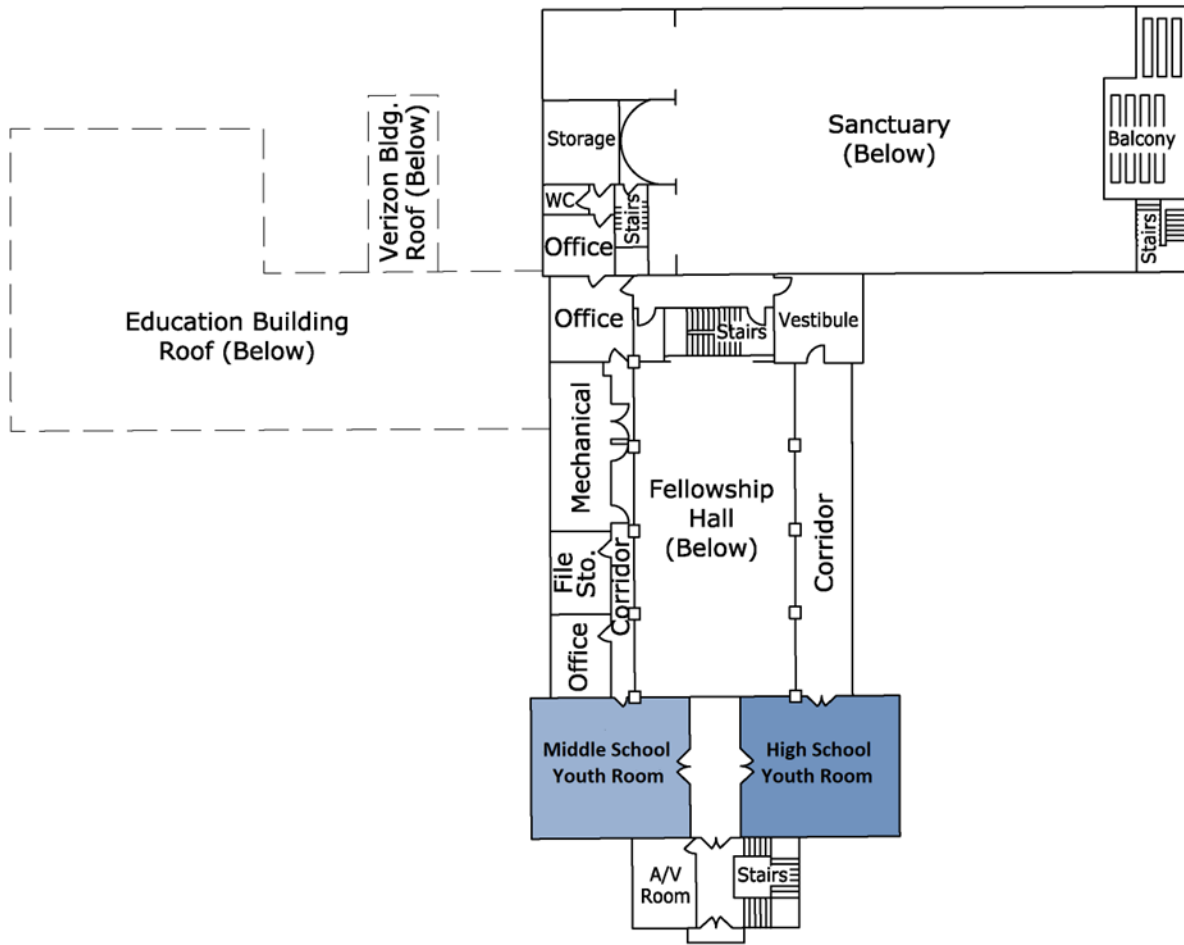 Sanctuary
(Below)
Balcony
Storage
WC
Stairs
Office
Stairs
Verizon Bldg.
Roof (Below)
Education Building
Roof (Below)
Office
Stairs
Vestibule
Mechanical
Fellowship
Hall
(Below)
Corridor
File
Sto.
Corridor
Office
Middle School
Youth Room
High School
Youth Room
A/V
Room
Stairs